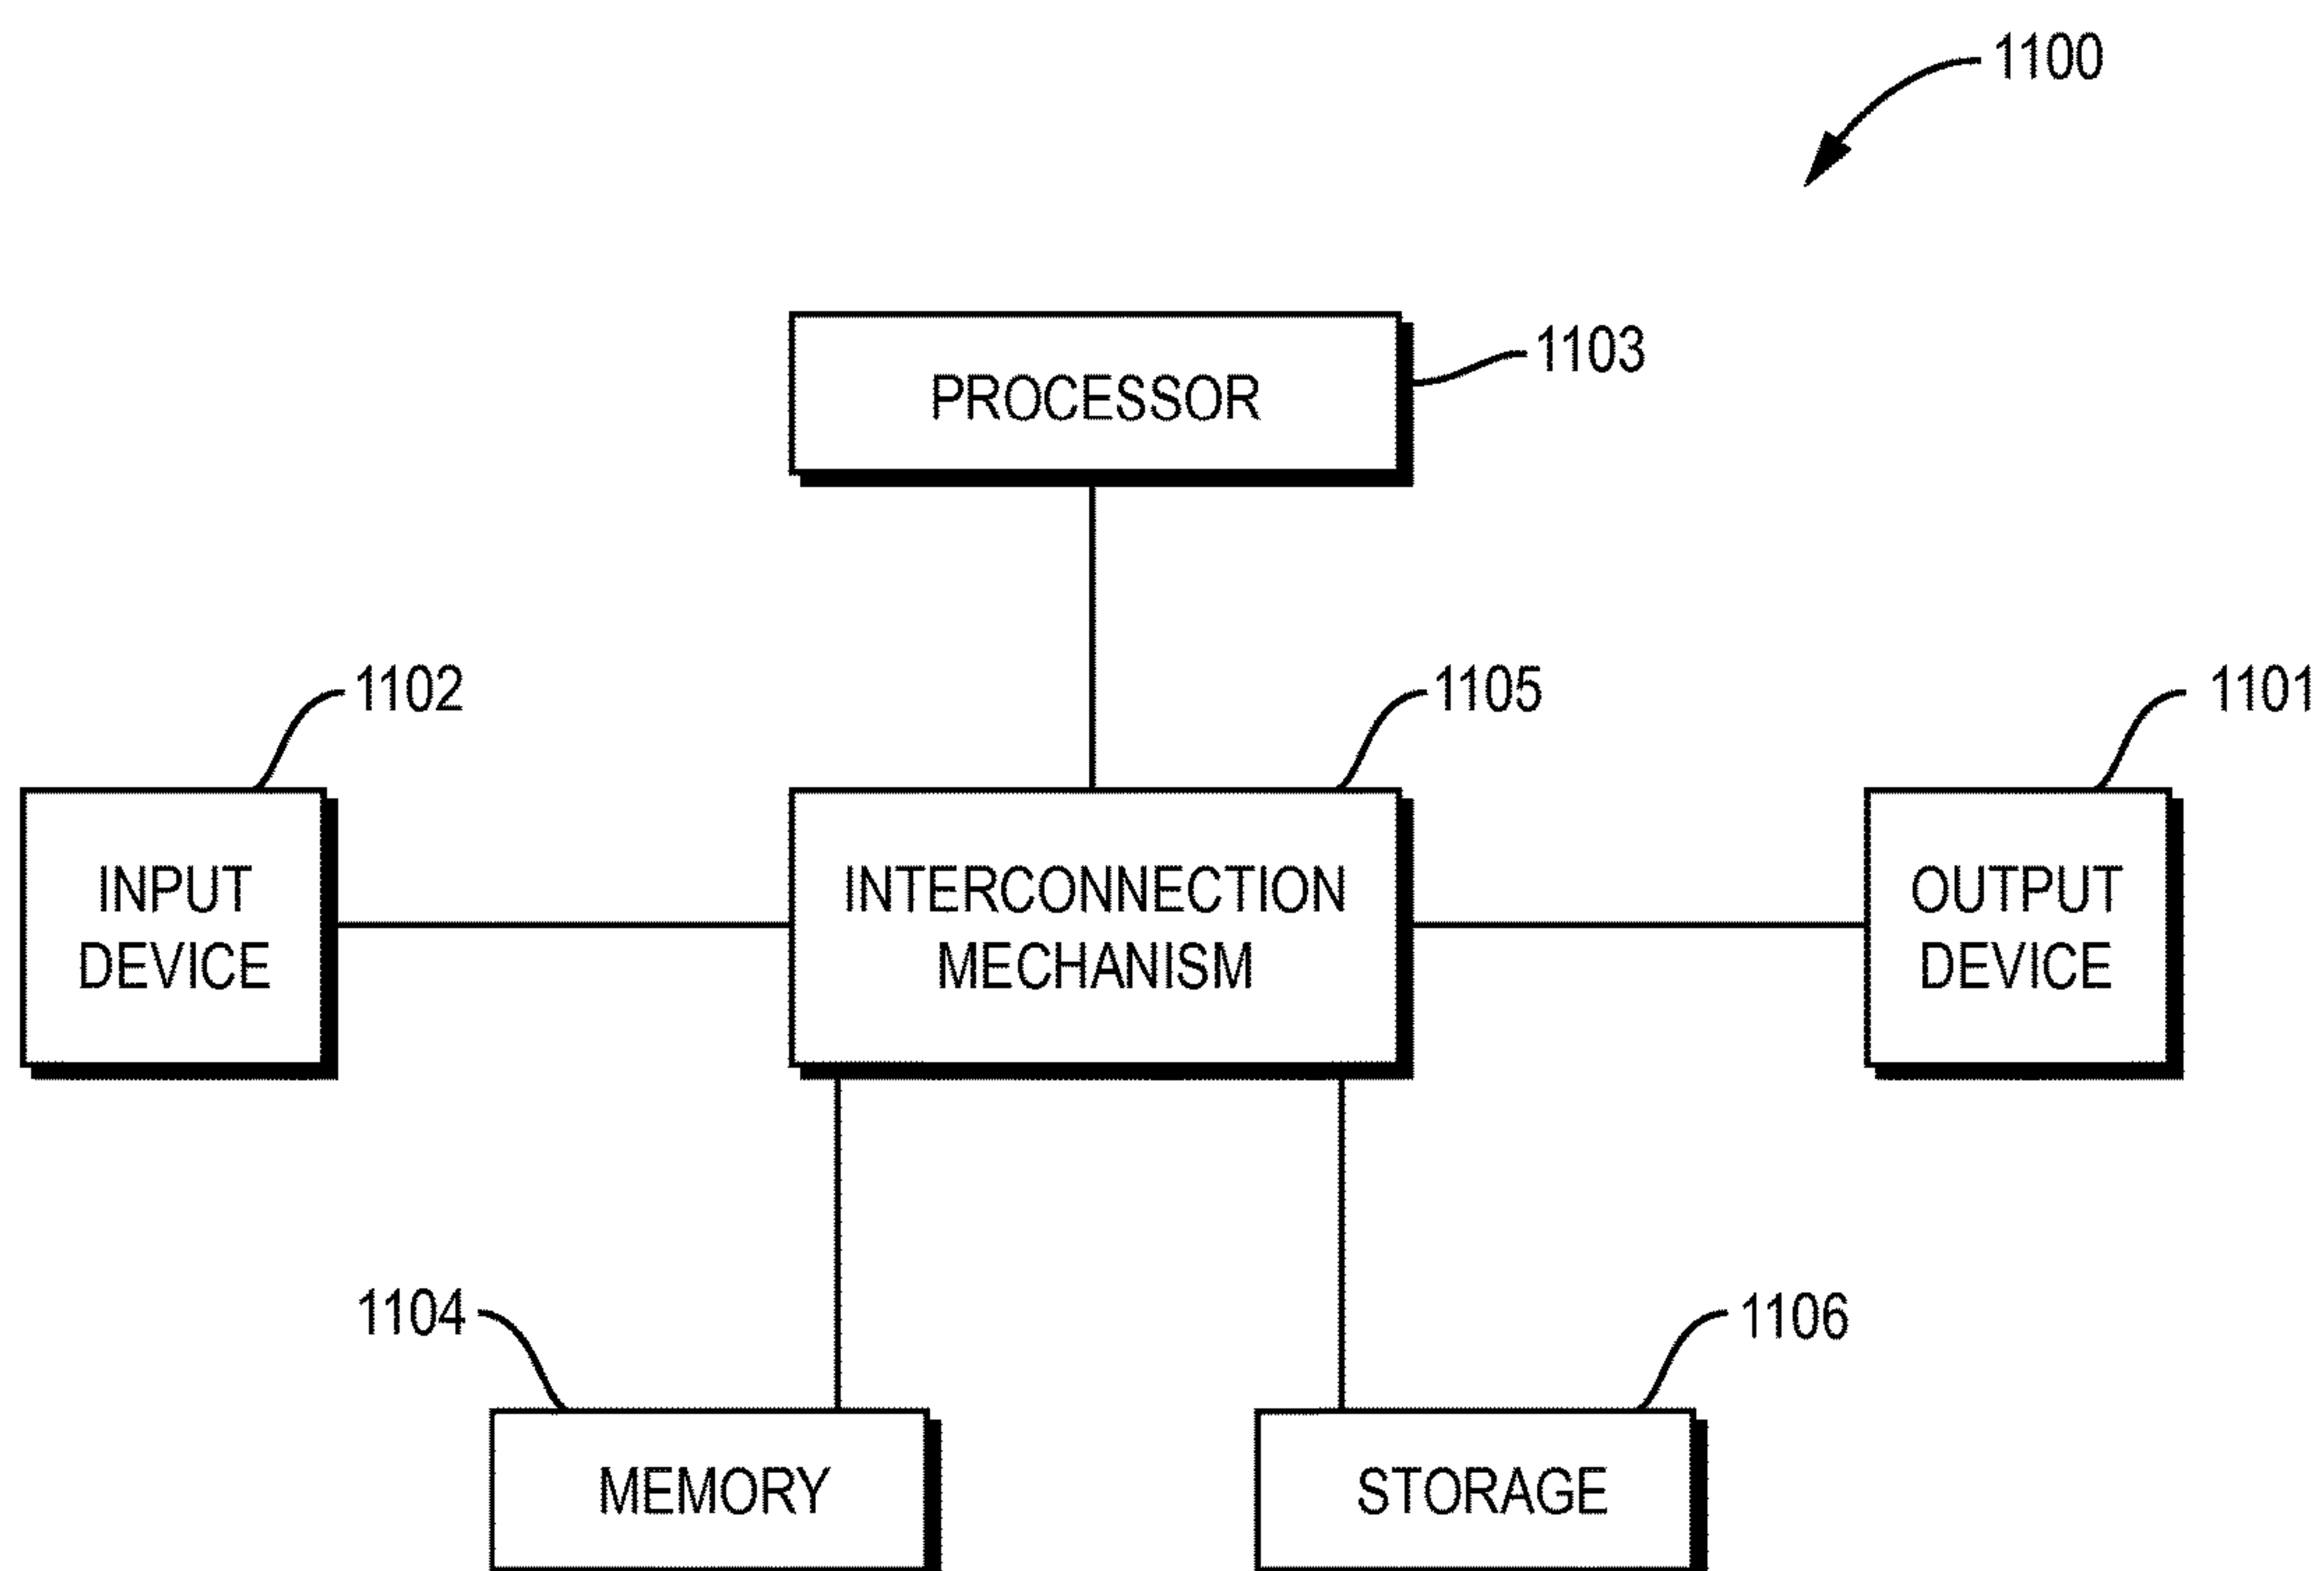 1100
PROCESSOR
1103
1102
1105
1101
INPUT
DEVICE
INTERCONNECTION
MECHANISM
OUTPUT
DEVICE
1104
1106
MEMORY
STORAGE